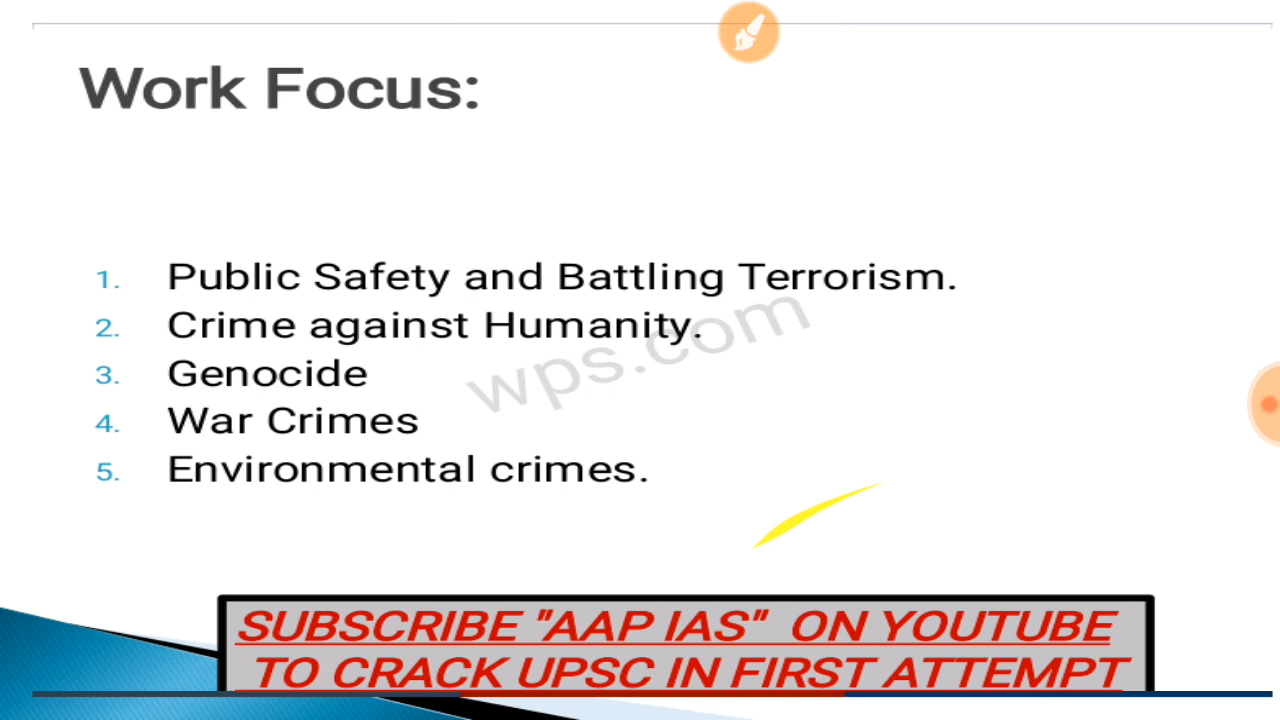 Work Focus:
1. Public Safety and Battling Terrorism.
2. Crime against Humanity.
3. Genocide
4. War Crimes
5. Environmental crimes.
wps.com
SUBSCRIBE "AAP IAS" ON YOUTUBE
TO CRACK UPSC IN FIRST ATTEMPT